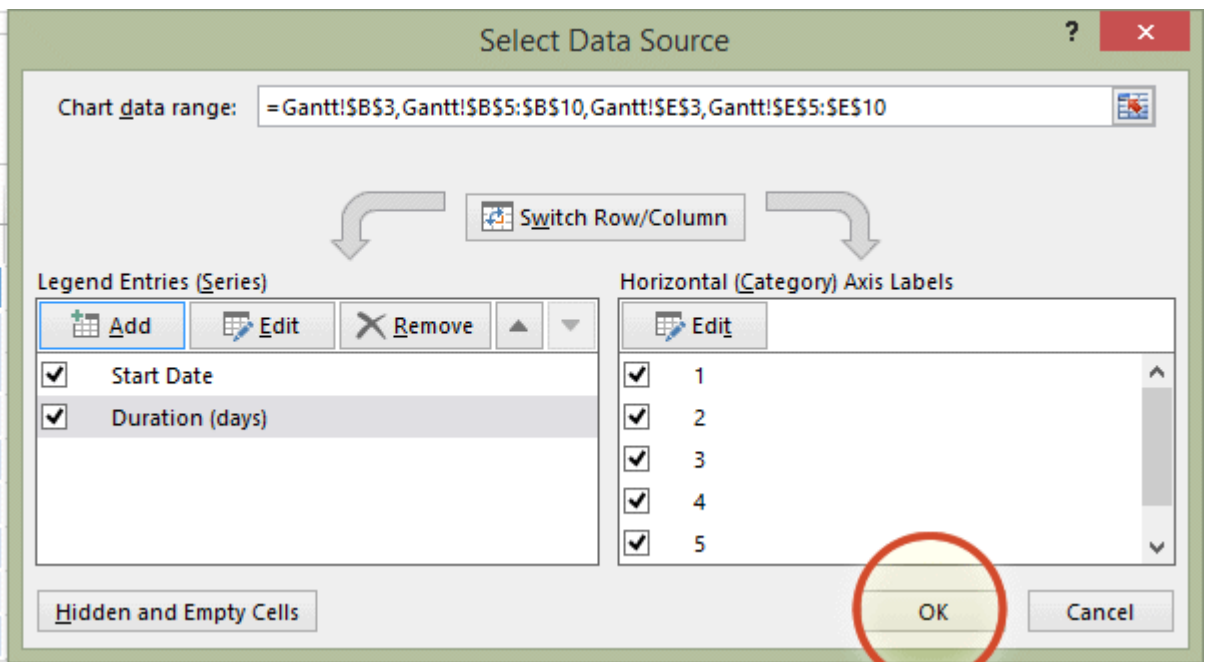 Select Data Source
?
Chart data range: =Gantt!$B$3,Gantt!$B$5:$B$10,Gantt!$E$3,Gantt!$E$5:$E$10
Switch Row/Column
Legend Entries (Series)
Add Edit Remove
Start Date
Duration (days)
Horizontal (Category) Axis Labels
Edit
1
2
3
4
5
Hidden and Empty Cells
OK
Cancel